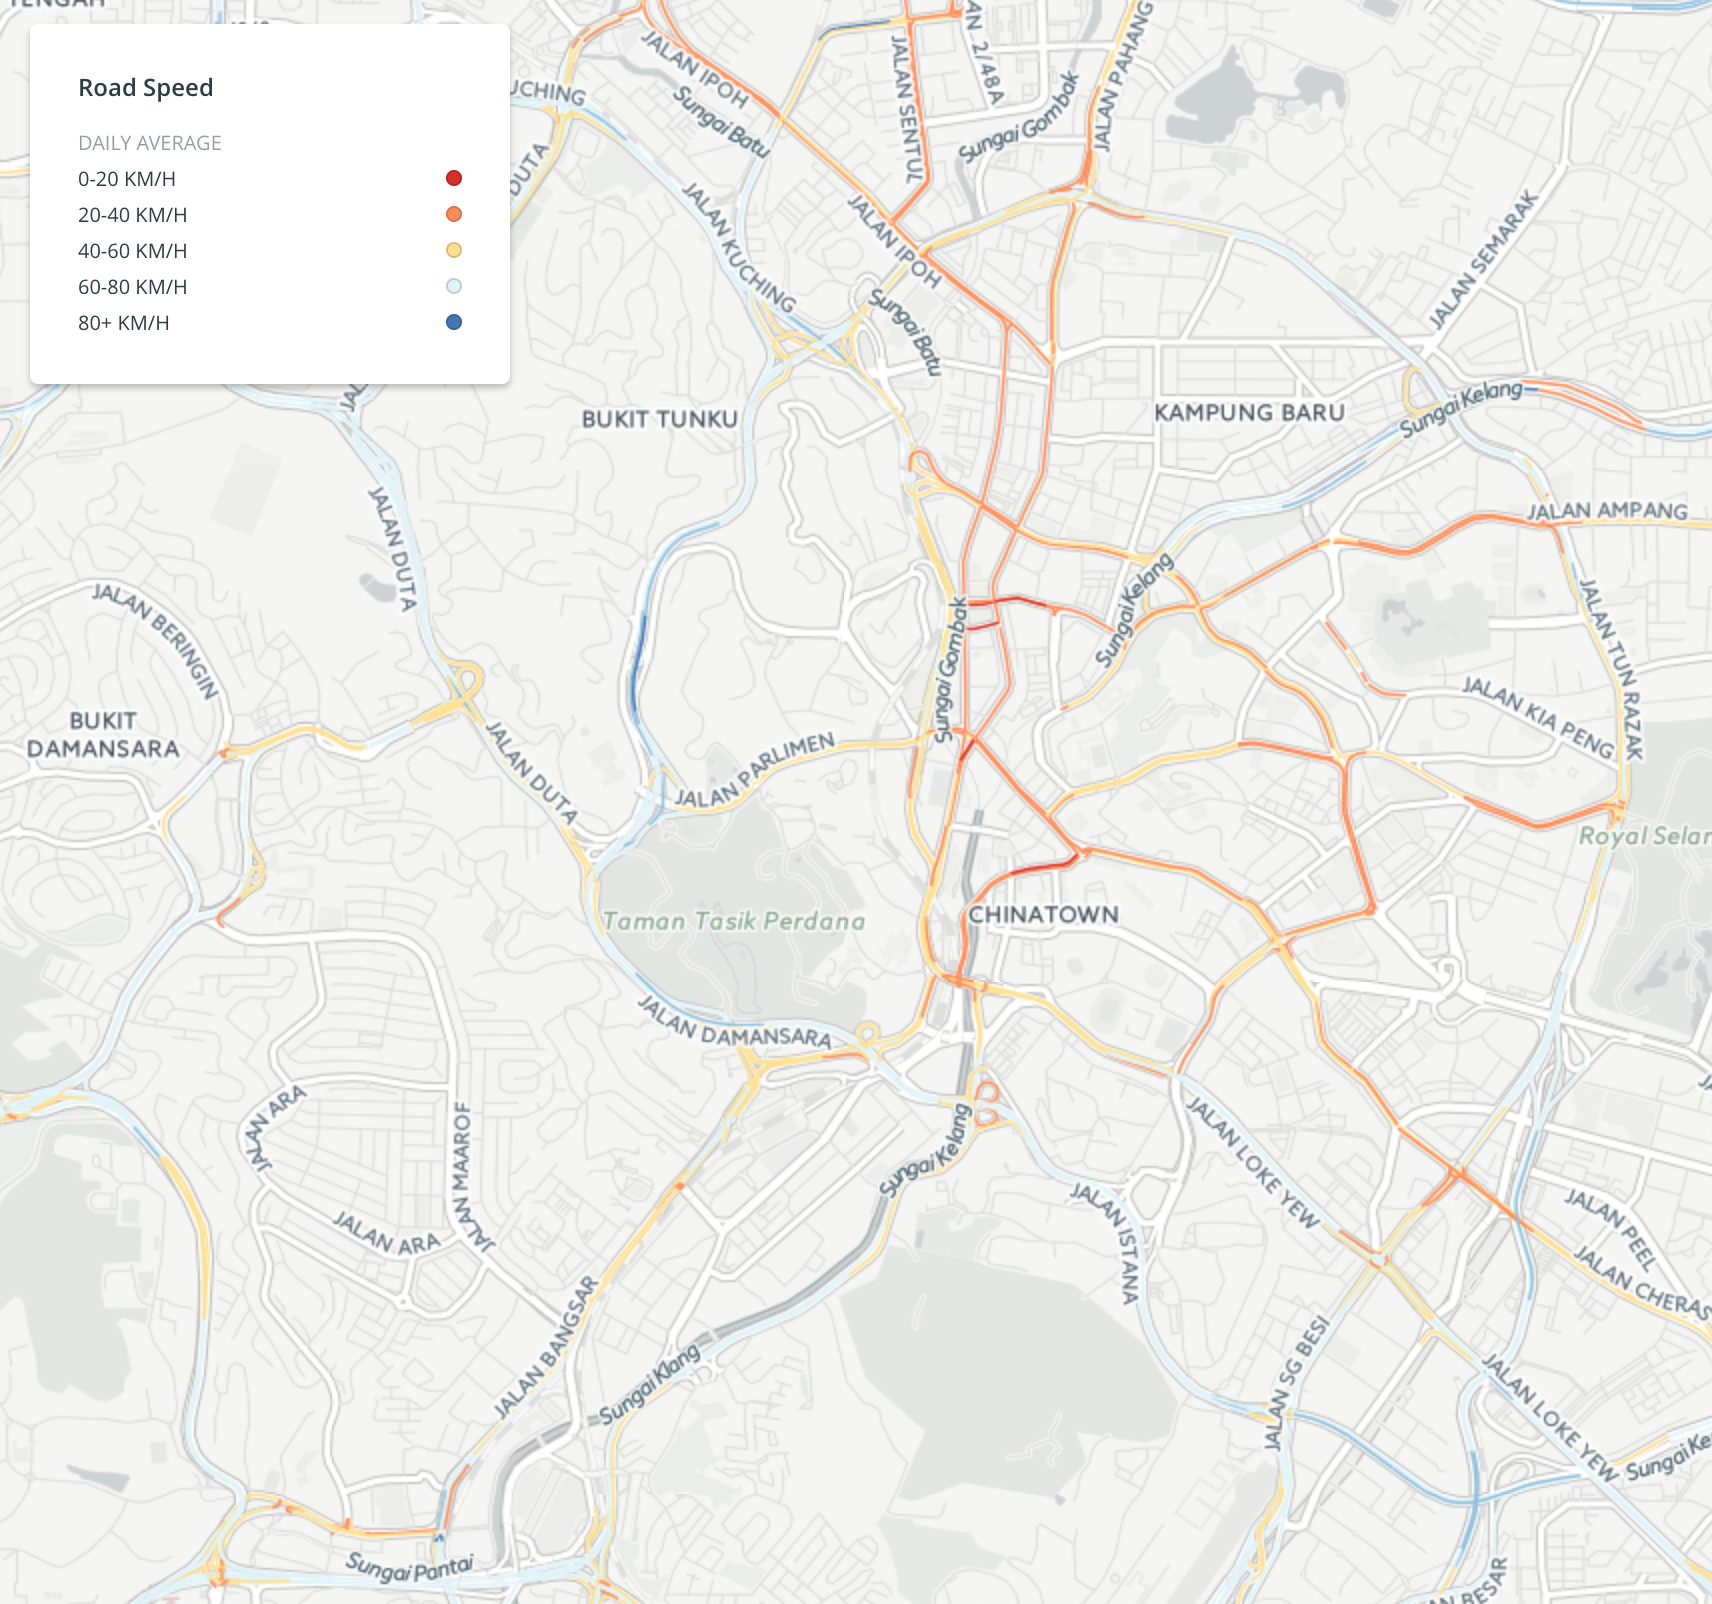 TENGAH
Road Speed
DAILY AVERAGE
0-20 KM/H
20-40 KM/H
40-60 KM/H
60-80 KM/H
80+ KM/H
UCHING
DUTA
JALAN IPOH
Sungai Batu
JALAN SENTUL
AN 2/48A
Sungai Gombak
JALAN PAHANG
JALAN KUCHING
JALAN IPOH
Sungai Batu
JALAN SEMARAK
JAL
BUKIT TUNKU
KAMPUNG BARU
Sungai Kelang
JALAN DUTA
JALAN AMPANG
JALAN BERINGIN
Sungai Kelang
Sungai Gombak
JALAN TUN RAZAK
JALAN KIA PENG
BUKIT
DAMANSARA
JALAN DUTA
JALAN PARLIMEN
Royal Selan
Taman Tasik Perdana
CHINATOWN
JALAN DAMANSARA
JALAN ARA
JALAN MAAROF
JALAN ARA
JALAN
Sungai Kelang
JALAN LOKE YEW
JALAN ISTANA
JALAN PEEL
JALAN CHERAS
JALAN BANGSAR
Sungai Klang
JALAN SG BESI
JALAN LOKE YEW
Sungai Ke
Sungai Pantai
AN BESAR